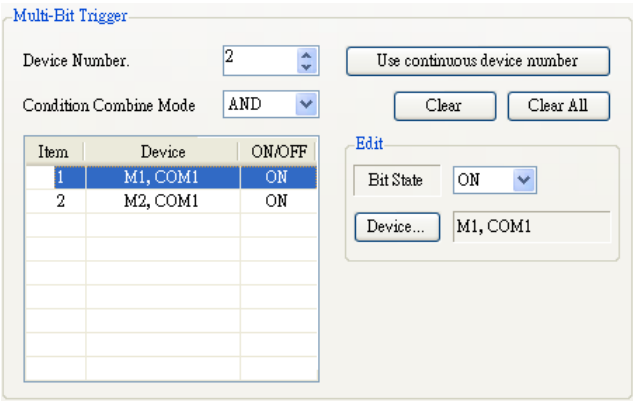 Multi-Bit Trigger
Device Number. 2 Use continuous device number
Condition Combine Mode AND Clear Clear All
Item Device ON/OFF
1 M1, COM1 ON
2 M2, COM1 ON
Edit
Bit State ON
Device... M1, COM1